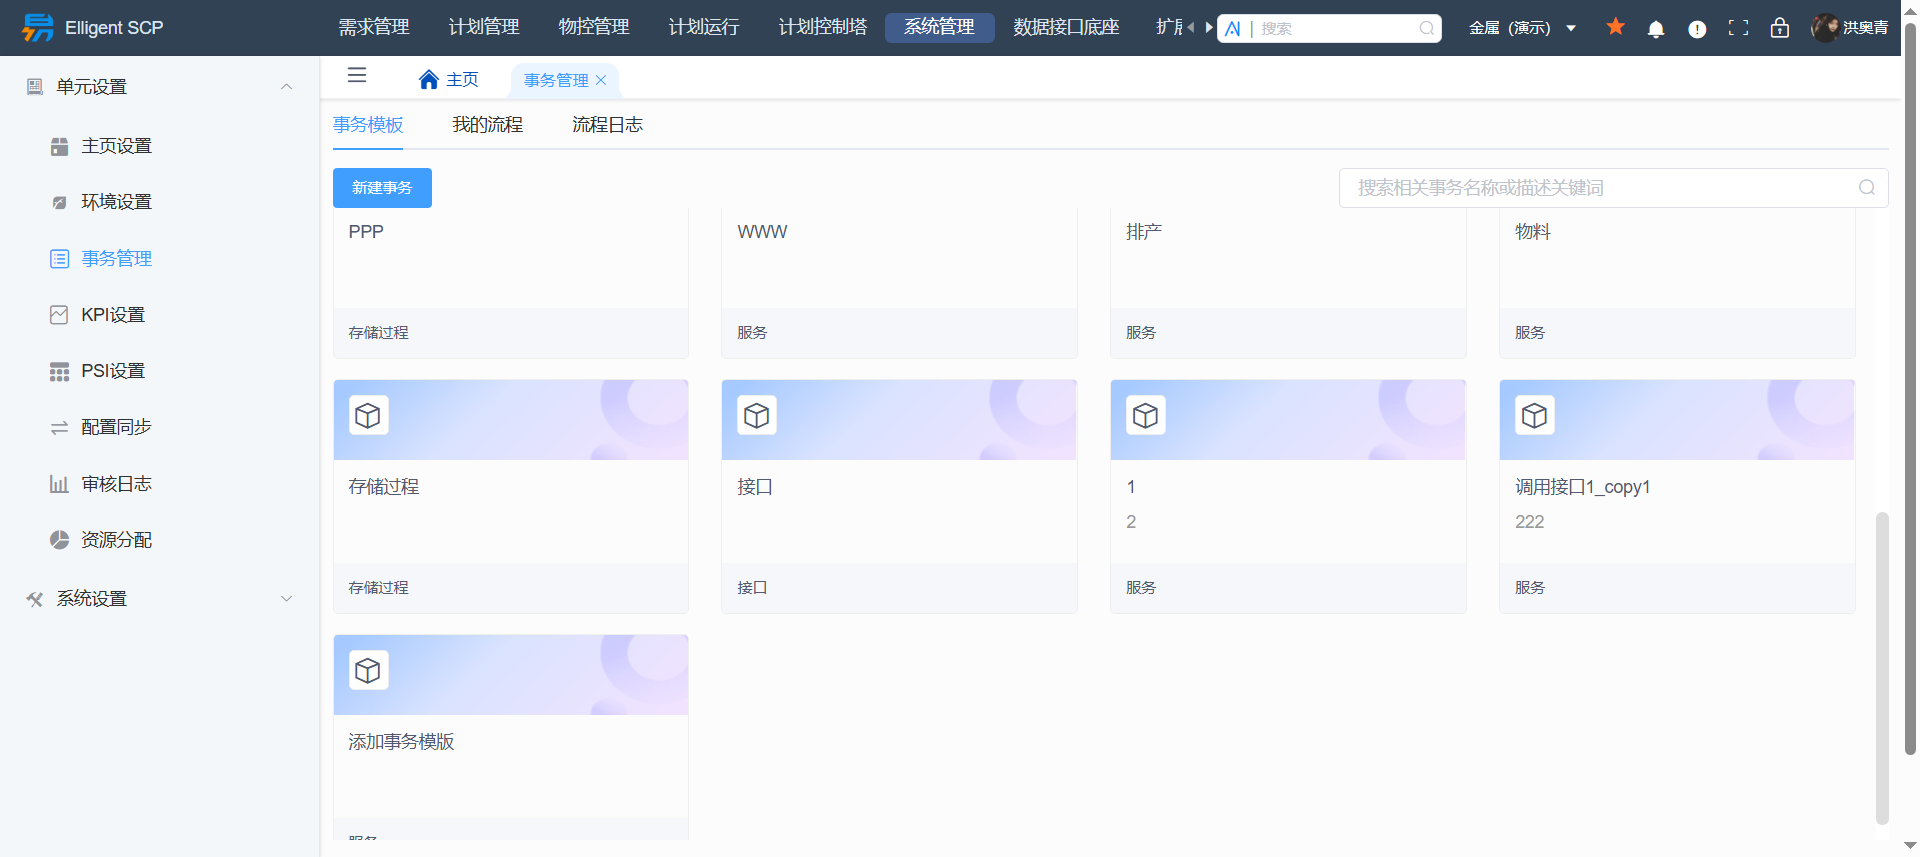 Elligent SCP
需求管理
计划管理
物控管理
计划运行
计划控制塔
系统管理
数据接口底座
扩
AI | 搜索
金属（演示）
洪奥青
单元设置
主页设置
环境设置
事务管理
KPI设置
PSI设置
配置同步
审核日志
资源分配
系统设置
主页
事务管理
事务模板
我的流程
流程日志
新建事务
搜索相关事务名称或描述关键词
PPP
WWW
排产
物料
存储过程
服务
服务
服务
存储过程
接口
1
调用接口1_copy1
2
222
存储过程
接口
服务
服务
添加事务模版
服务